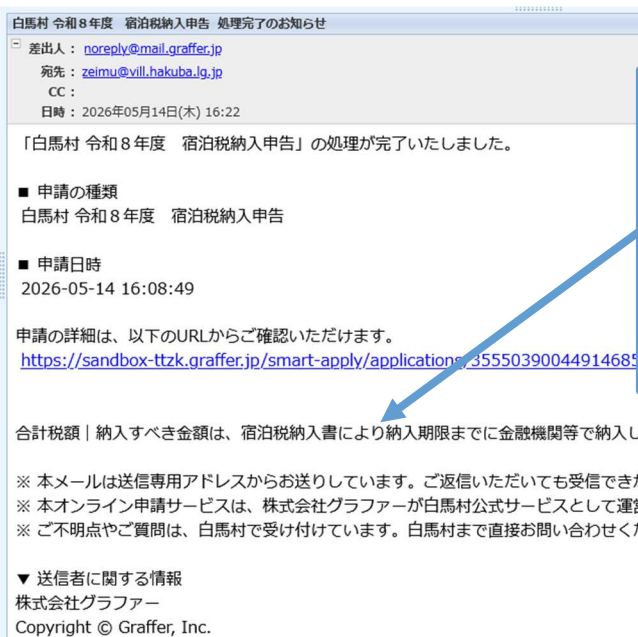 白馬村 令和８年度　宿泊税納入申告 処理完了のお知らせ
差出人： noreply@mail.graffer.jp
宛先： zeimu@vill.hakuba.lg.jp
CC：
日時： 2026年05月14日(木) 16:22
「白馬村 令和８年度　宿泊税納入申告」の処理が完了いたしました。
■ 申請の種類
白馬村 令和８年度　宿泊税納入申告
■ 申請日時
2026-05-14 16:08:49
申請の詳細は、以下のURLからご確認いただけます。
https://sandbox-ttzk.graffer.jp/smart-apply/applications/35550390044914685
合計税額｜納入すべき金額は、宿泊税納入書により納入期限までに金融機関等で納入し
※ 本メールは送信専用アドレスからお送りしています。ご返信いただいても受信でき
※ 本オンライン申請サービスは、株式会社グラファーが白馬村公式サービスとして運
※ ご不明点やご質問は、白馬村で受け付けています。白馬村まで直接お問い合わせく
▼ 送信者に関する情報
株式会社グラファー
Copyright © Graffer, Inc.